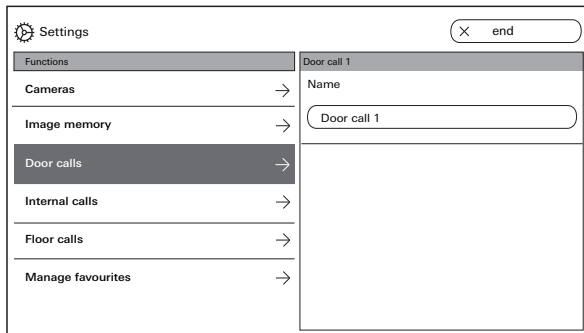 Settings
end
Functions
Cameras
Image memory
Door calls
Internal calls
Floor calls
Manage favourites
Door call 1
Name
Door call 1